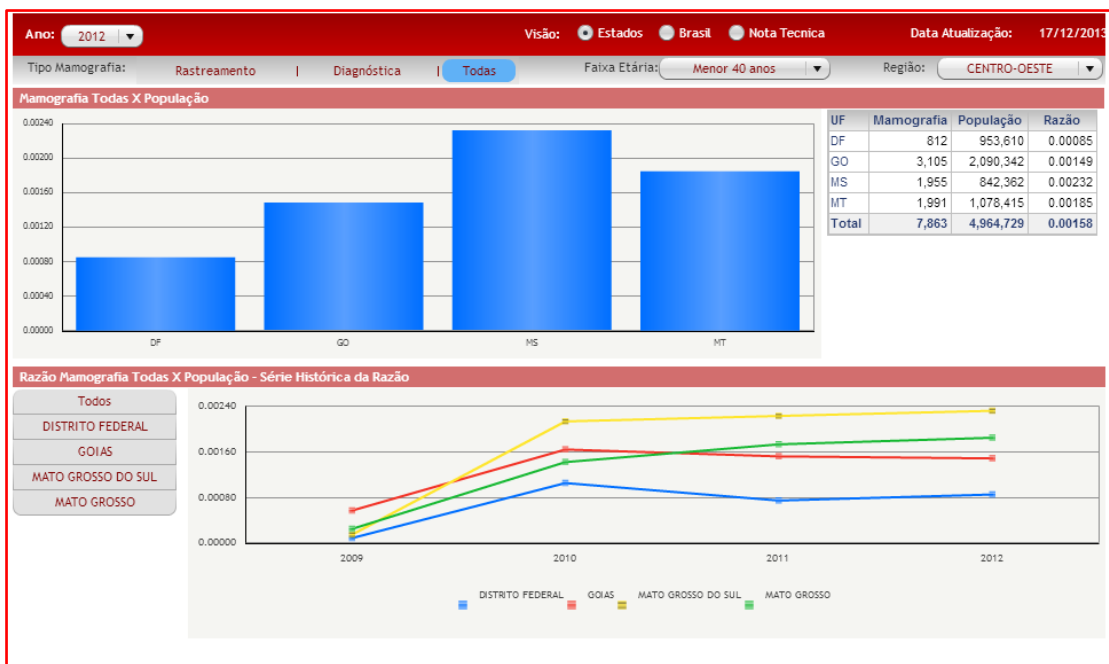 Ano: 2012 Visão: Estados Brasil Nota Tecnica Data Atualização: 17/12/2013
Tipo Mamografia: Rastreamento | Diagnóstica | Todas Faixa Etária: Menor 40 anos Região: CENTRO-OESTE
Mamografia Todas X População
0.00240
0.00200
0.00160
0.00120
0.00080
0.00040
0.00000
DF GO MS MT
UF Mamografia População Razão
DF 812 953,610 0.00085
GO 3,105 2,090,342 0.00149
MS 1,955 842,362 0.00232
MT 1,991 1,078,415 0.00185
Total 7,863 4,964,729 0.00158
Razão Mamografia Todas X População - Série Histórica da Razão
Todos
DISTRITO FEDERAL
GOIAS
MATO GROSSO DO SUL
MATO GROSSO
0.00240
0.00160
0.00080
0.00000
2009 2010 2011 2012
DISTRITO FEDERAL GOIAS MATO GROSSO DO SUL MATO GROSSO